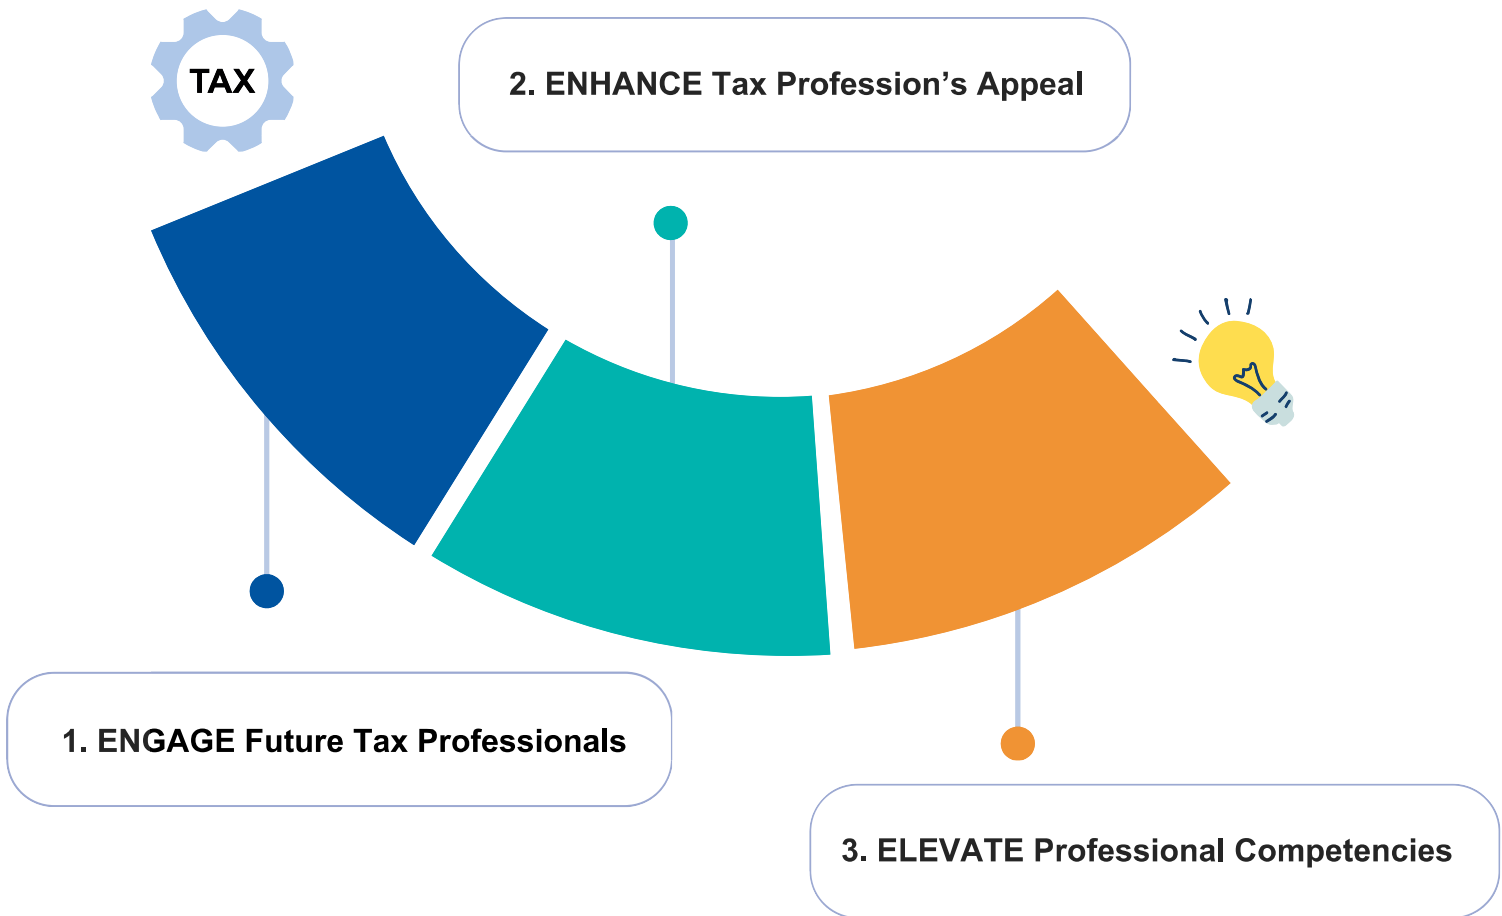 TAX
2. ENHANCE Tax Profession’s Appeal
1. ENGAGE Future Tax Professionals
3. ELEVATE Professional Competencies